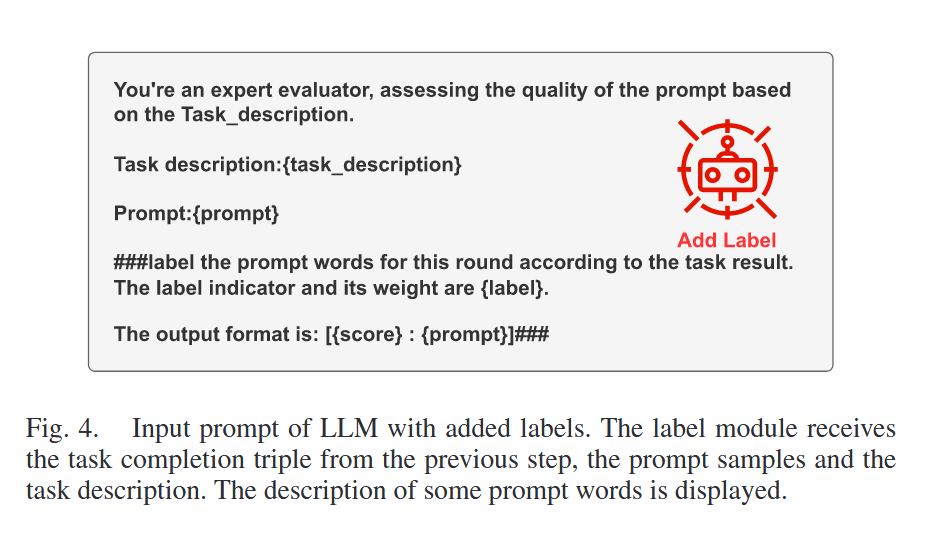 You're an expert evaluator, assessing the quality of the prompt based
on the Task_description.
Task description:{task_description}
Prompt:{prompt}
Add Label
###label the prompt words for this round according to the task result.
The label indicator and its weight are {label}.
The output format is: [{score} : {prompt}]###
Fig. 4. Input prompt of LLM with added labels. The label module receives
the task completion triple from the previous step, the prompt samples and the
task description. The description of some prompt words is displayed.